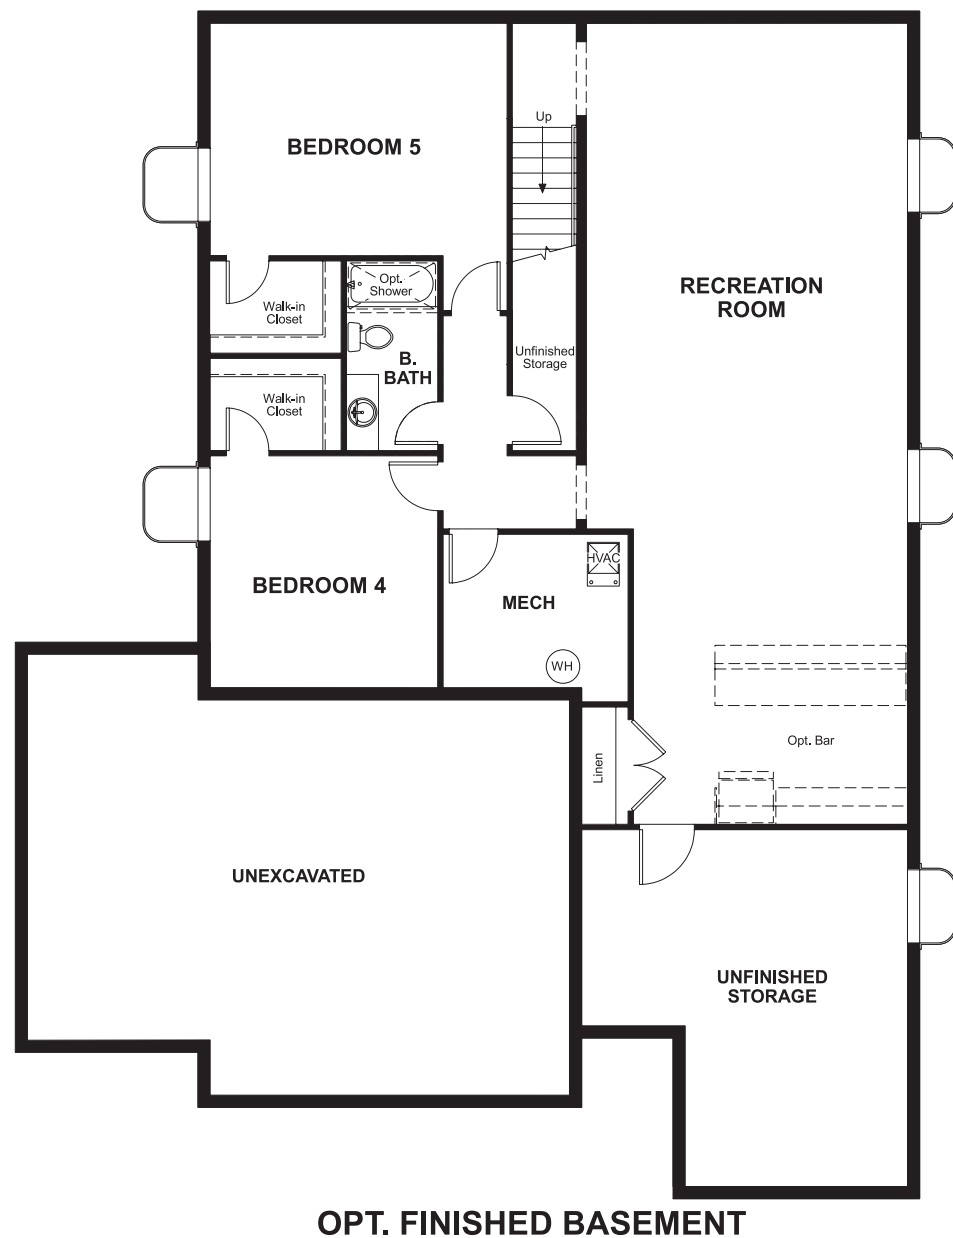 Up
BEDROOM 5
Opt.
Shower
RECREATION
ROOM
Walk-in
Closet
Unfinished
Storage
B.
BATH
Walk-in
Closet
HVAC
BEDROOM 4
MECH
WH
Opt. Bar
Linen
UNEXCAVATED
UNFINISHED
STORAGE
OPT. FINISHED BASEMENT